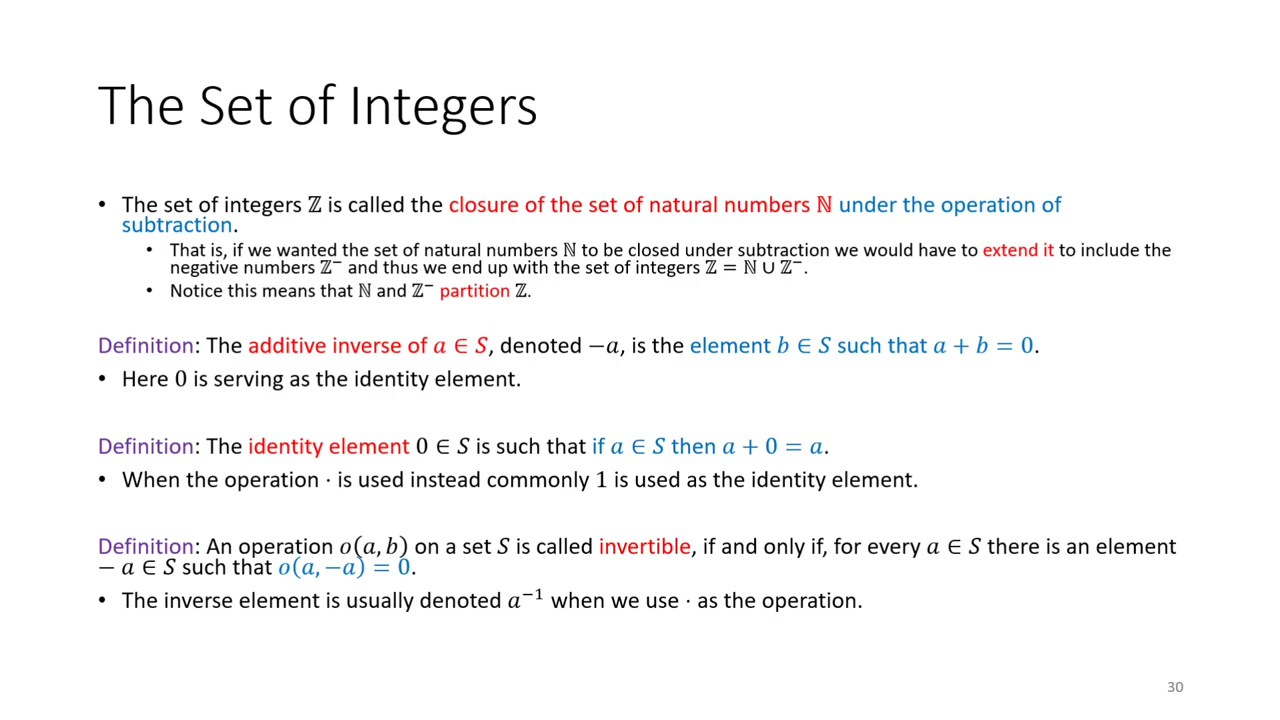 The Set of Integers
• The set of integers ℤ is called the closure of the set of natural numbers ℕ under the operation of
subtraction.
• That is, if we wanted the set of natural numbers ℕ to be closed under subtraction we would have to extend it to include the
negative numbers ℤ⁻ and thus we end up with the set of integers ℤ = ℕ ∪ ℤ⁻.
• Notice this means that ℕ and ℤ⁻ partition ℤ.
Definition: The additive inverse of 𝑎 ∈ 𝑆, denoted −𝑎, is the element 𝑏 ∈ 𝑆 such that 𝑎 + 𝑏 = 0.
• Here 0 is serving as the identity element.
Definition: The identity element 0 ∈ 𝑆 is such that if 𝑎 ∈ 𝑆 then 𝑎 + 0 = 𝑎.
• When the operation · is used instead commonly 1 is used as the identity element.
Definition: An operation 𝑜(𝑎, 𝑏) on a set 𝑆 is called invertible, if and only if, for every 𝑎 ∈ 𝑆 there is an element
− 𝑎 ∈ 𝑆 such that 𝑜(𝑎, −𝑎) = 0.
• The inverse element is usually denoted 𝑎⁻¹ when we use · as the operation.
30